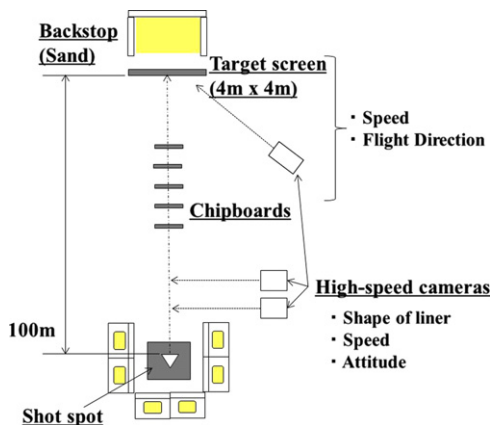 Backstop
(Sand)
Target screen
(4m x 4m)
・ Speed
・ Flight Direction
Chipboards
High-speed cameras
・ Shape of liner
・ Speed
・ Attitude
100m
Shot spot